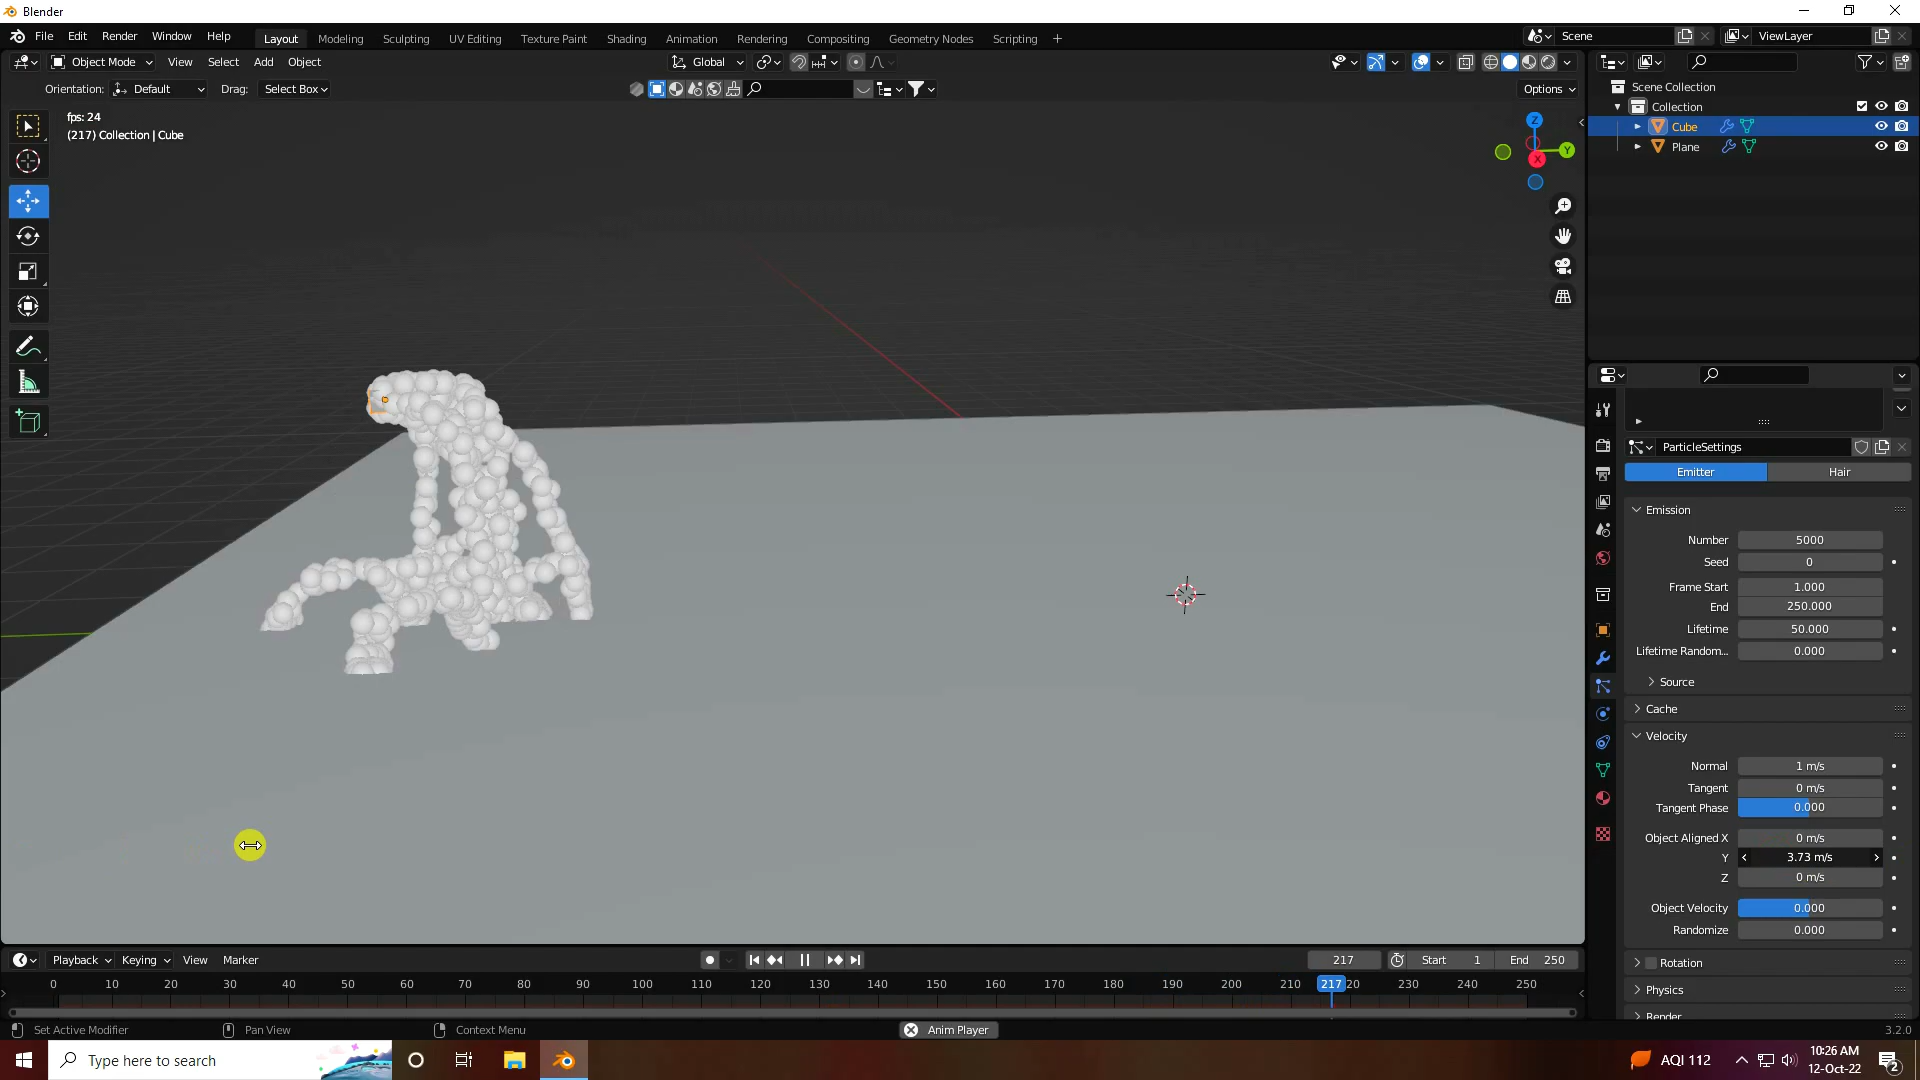 Blender
File Edit Render Window Help
Layout Modeling Sculpting UV Editing Texture Paint Shading Animation Rendering Compositing Geometry Nodes Scripting +
Scene
ViewLayer
Object Mode View Select Add Object
Global
Orientation: Default Drag: Select Box
Options
fps: 24
(217) Collection | Cube
Z
Y
X
Scene Collection
Collection
Cube
Plane
ParticleSettings
Emitter Hair
Emission
Number 5000
Seed 0
Frame Start 1.000
End 250.000
Lifetime 50.000
Lifetime Random... 0.000
Source
Cache
Velocity
Normal 1 m/s
Tangent 0 m/s
Tangent Phase 0.000
Object Aligned X 0 m/s
Y 3.73 m/s
Z 0 m/s
Object Velocity 0.000
Randomize 0.000
Rotation
Physics
Render
Playback Keying View Marker
217 Start 1 End 250
0 10 20 30 40 50 60 70 80 90 100 110 120 130 140 150 160 170 180 190 200 210 217 20 230 240 250
Set Active Modifier Pan View Context Menu Anim Player 3.2.0
Type here to search
AQI 112
10:26 AM
12-Oct-22
2